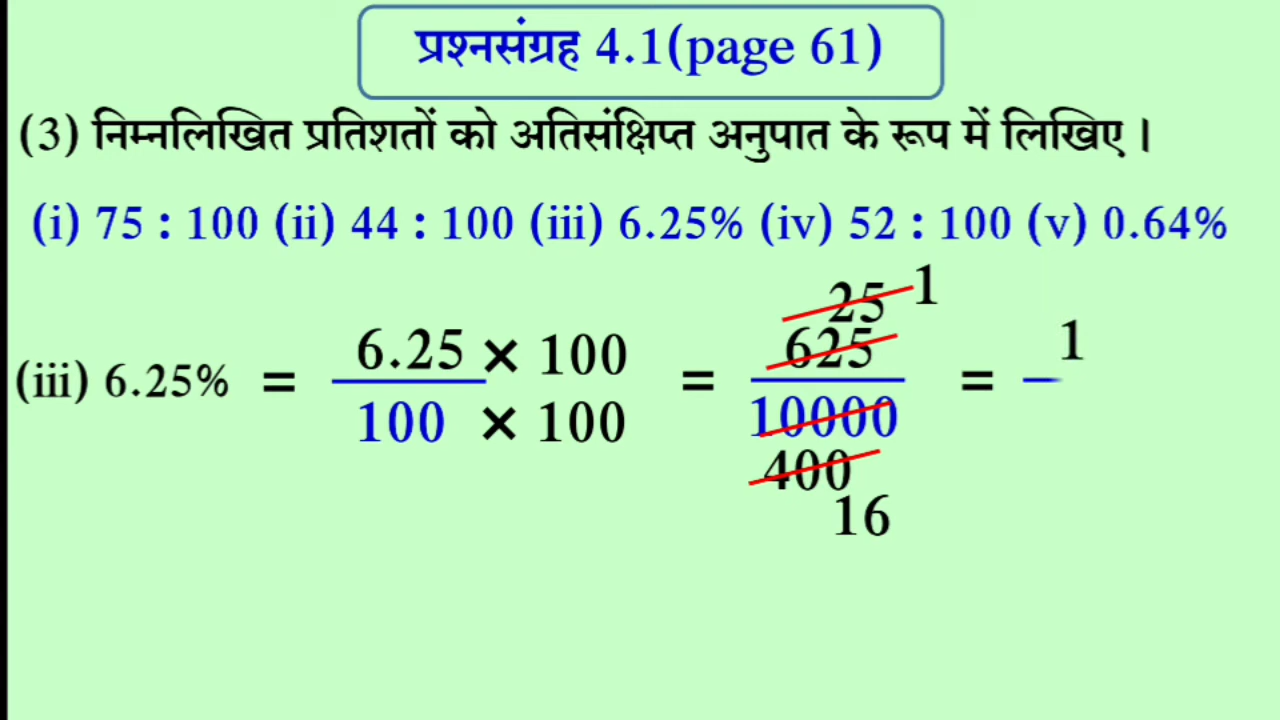 प्रश्नसंग्रह 4.1(page 61)
(3) निम्नलिखित प्रतिशतों को अतिसंक्षिप्त अनुपात के रूप में लिखिए ।
(i) 75 : 100 (ii) 44 : 100 (iii) 6.25% (iv) 52 : 100 (v) 0.64%
25 1
(iii) 6.25% = 6.25 × 100 = 625 = 1
100 × 100 10000
400
16